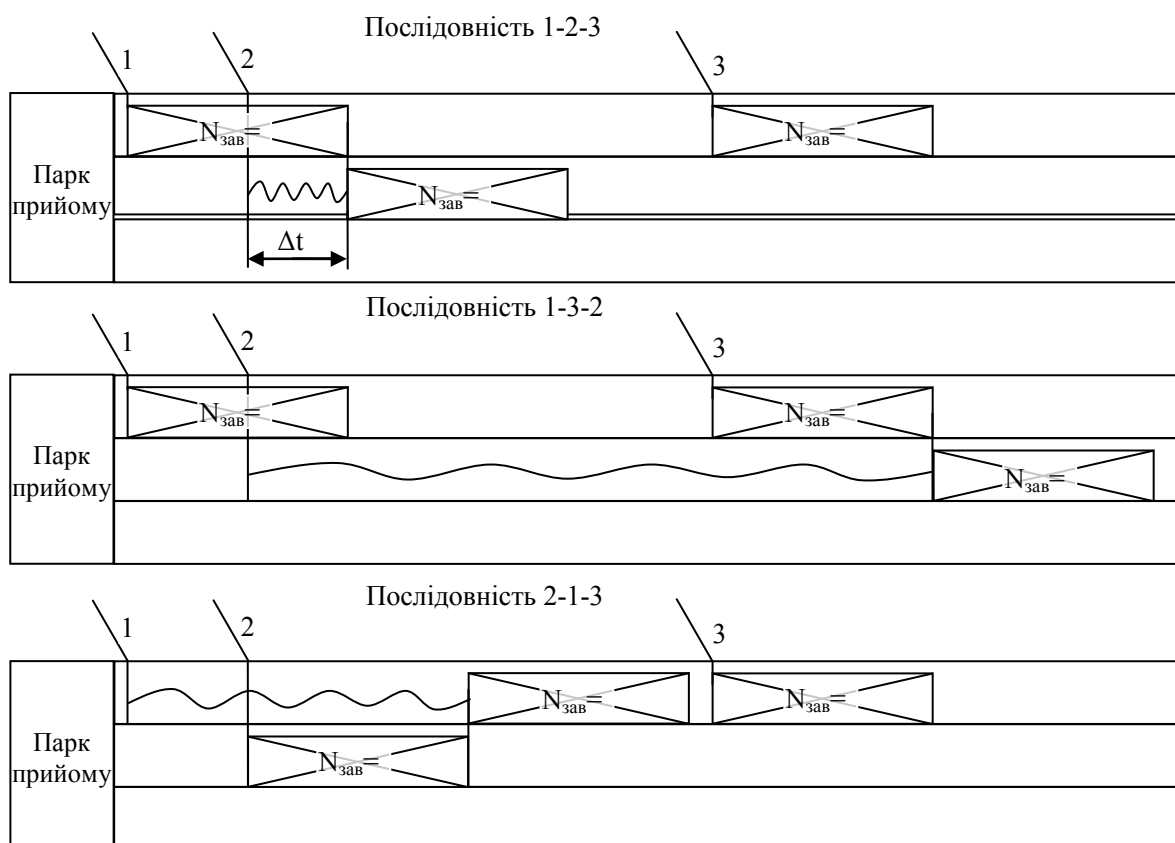 Послідовність 1-2-3
1 2 3
Nзав= Nзав=
Парк
прийому
Nзав=
Δt
Послідовність 1-3-2
1 2 3
Nзав= Nзав=
Парк
прийому
Nзав=
Послідовність 2-1-3
1 2 3
Nзав= Nзав=
Парк
прийому
Nзав=